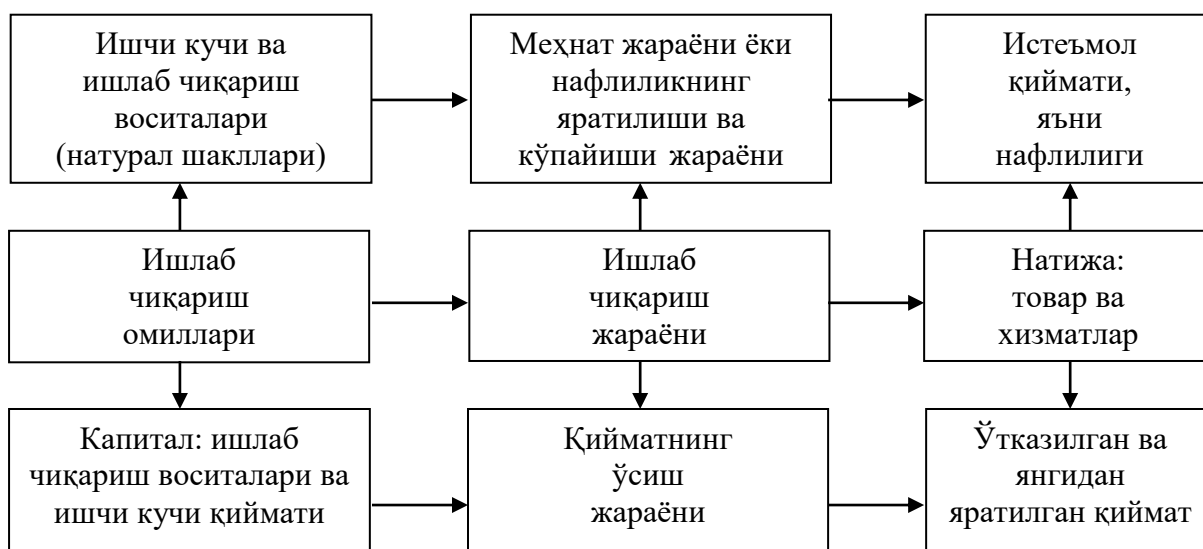 Ишчи кучи ва
ишлаб чиқариш
воситалари
(натурал шакллари)
Меҳнат жараёни ёки
нафлиликнинг
яратилиши ва
кўпайиши жараёни
Истеъмол
қиймати,
яъни
нафлилиги
Ишлаб
чиқариш
омиллари
Ишлаб
чиқариш
жараёни
Натижа:
товар ва
хизматлар
Капитал: ишлаб
чиқариш воситалари ва
ишчи кучи қиймати
Қийматнинг
ўсиш
жараёни
Ўтказилган ва
янгидан
яратилган қиймат